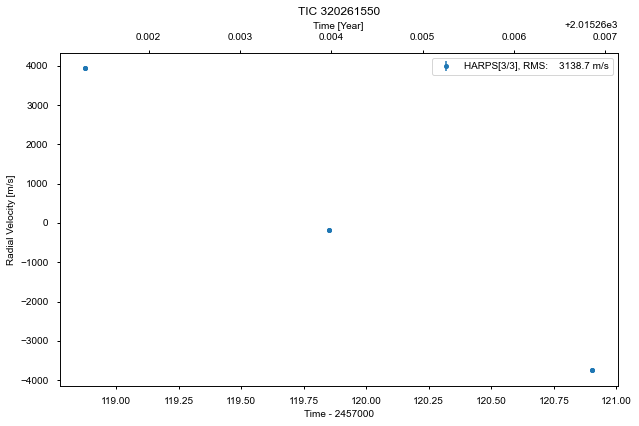 TIC 320261550
Time [Year]
+2.01526e3
0.002 0.003 0.004 0.005 0.006 0.007
HARPS[3/3], RMS: 3138.7 m/s
Radial Velocity [m/s]
4000
3000
2000
1000
0
−1000
−2000
−3000
−4000
119.00 119.25 119.50 119.75 120.00 120.25 120.50 120.75 121.00
Time - 2457000